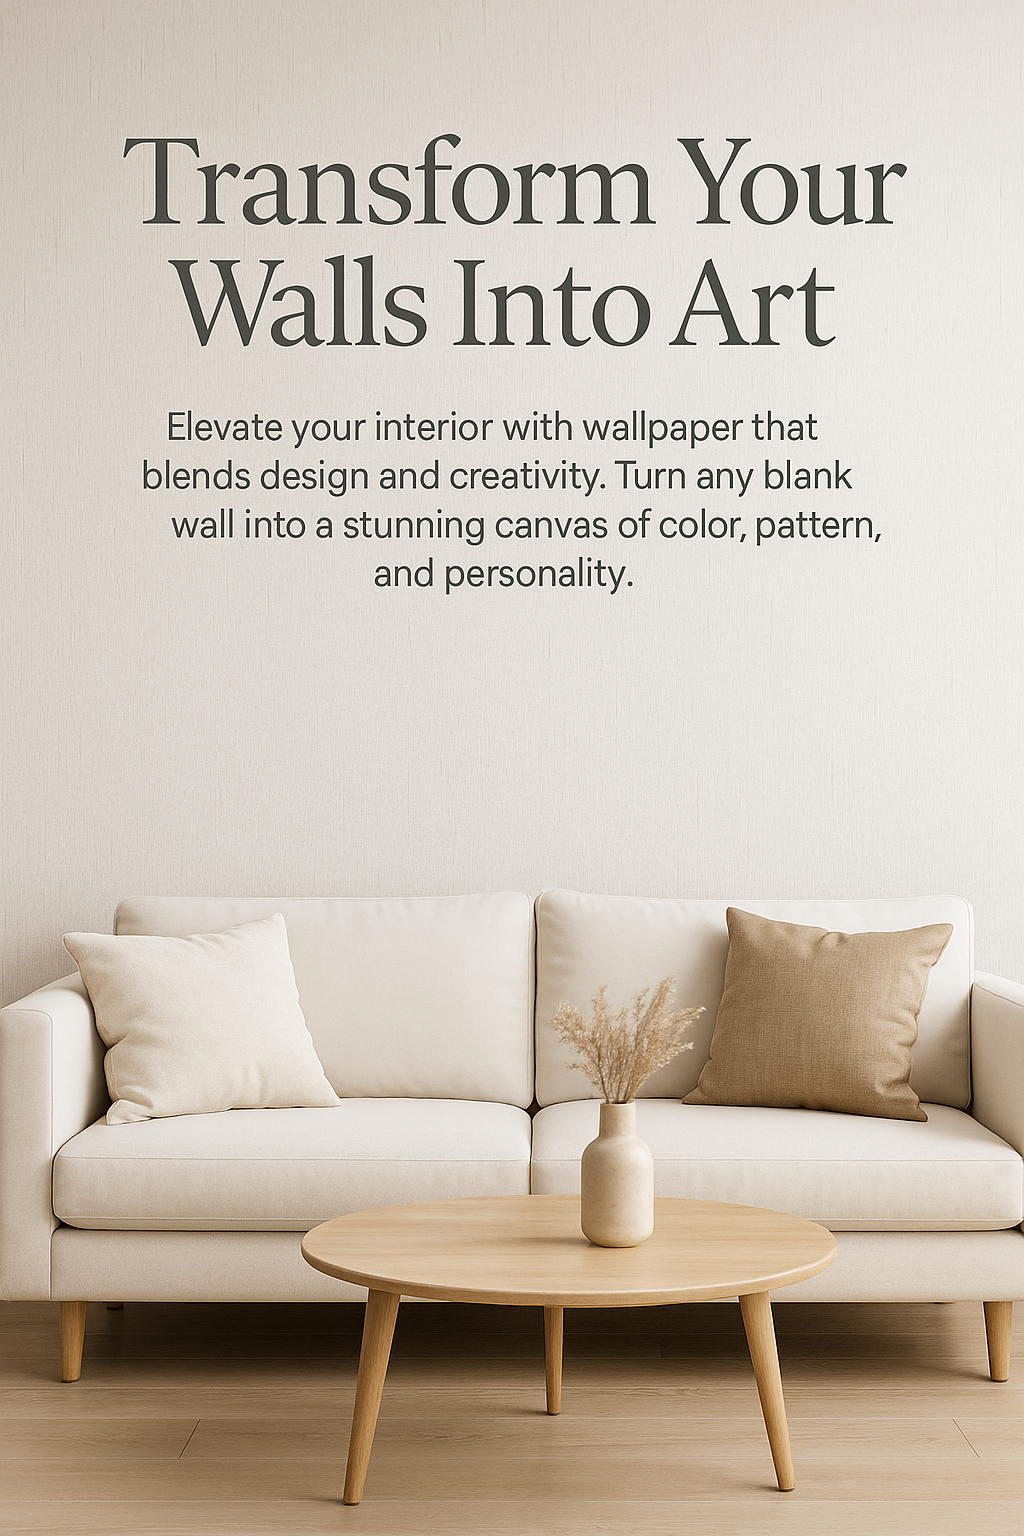 Transform Your
Walls Into Art
Elevate your interior with wallpaper that
blends design and creativity. Turn any blank
wall into a stunning canvas of color, pattern,
and personality.